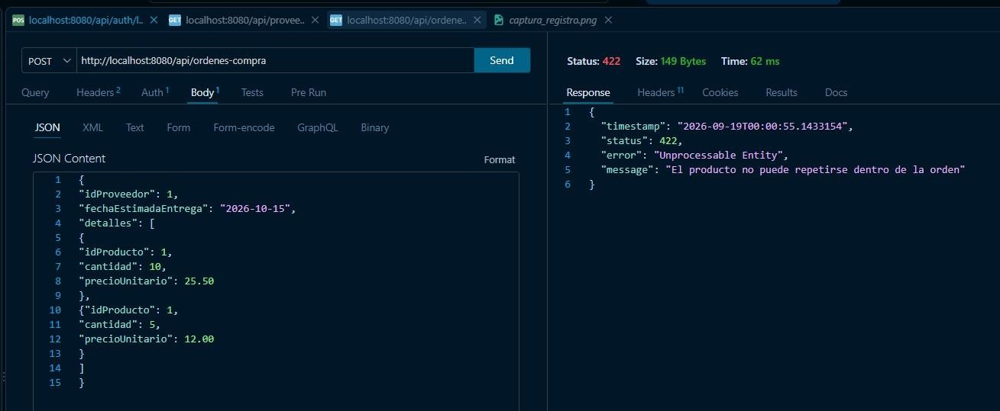 POS localhost:8080/api/auth/l.. GET localhost:8080/api/provee.. GET localhost:8080/api/ordene.. captura_registro.png
POST http://localhost:8080/api/ordenes-compra Send
Query Headers 2 Auth 1 Body 1 Tests Pre Run
JSON XML Text Form Form-encode GraphQL Binary
JSON Content Format
1 {
2 "idProveedor": 1,
3 "fechaEstimadaEntrega": "2026-10-15",
4 "detalles": [
5 {
6 "idProducto": 1,
7 "cantidad": 10,
8 "precioUnitario": 25.50
9 },
10 {"idProducto": 1,
11 "cantidad": 5,
12 "precioUnitario": 12.00
13 }
14 ]
15 }
Status: 422 Size: 149 Bytes Time: 62 ms
Response Headers 11 Cookies Results Docs
1 {
2 "timestamp": "2026-09-19T00:00:55.1433154",
3 "status": 422,
4 "error": "Unprocessable Entity",
5 "message": "El producto no puede repetirse dentro de la orden"
6 }